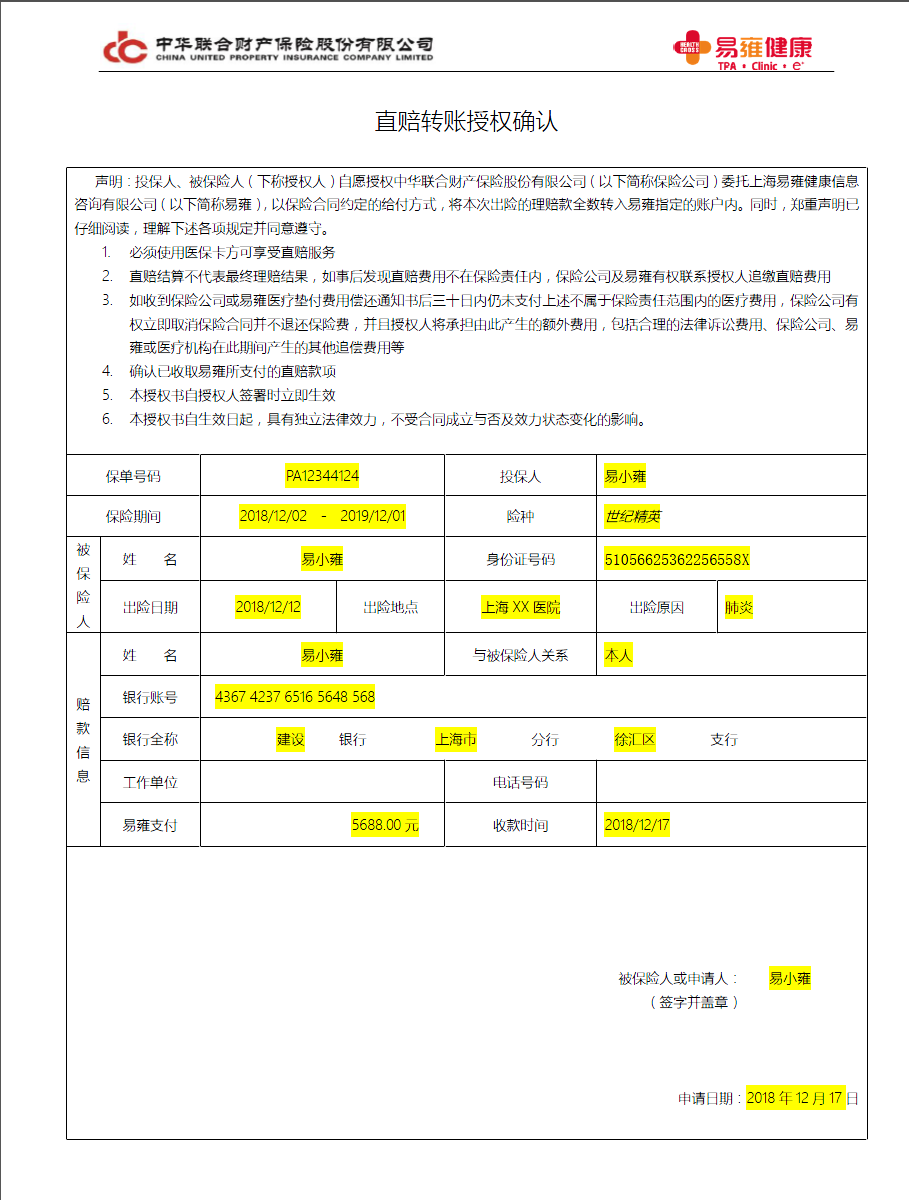 中华联合财产保险股份有限公司
CHINA UNITED PROPERTY INSURANCE COMPANY LIMITED
HEALTH CROSS
易雍健康
TPA • Clinic • e+
直赔转账授权确认
声明：投保人、被保险人（下称授权人）自愿授权中华联合财产保险股份有限公司（以下简称保险公司）委托上海易雍健康信息
咨询有限公司（以下简称易雍），以保险合同约定的给付方式，将本次出险的理赔款全数转入易雍指定的账户内。同时，郑重声明已
仔细阅读，理解下述各项规定并同意遵守。
1. 必须使用医保卡方可享受直赔服务
2. 直赔结算不代表最终理赔结果，如事后发现直赔费用不在保险责任内，保险公司及易雍有权联系授权人追缴直赔费用
3. 如收到保险公司或易雍医疗垫付费用偿还通知书后三十日内仍未支付上述不属于保险责任范围内的医疗费用，保险公司有
权立即取消保险合同并不退还保险费，并且授权人将承担由此产生的额外费用，包括合理的法律诉讼费用、保险公司、易
雍或医疗机构在此期间产生的其他追偿费用等
4. 确认已收取易雍所支付的直赔款项
5. 本授权书自授权人签署时立即生效
6. 本授权书自生效日起，具有独立法律效力，不受合同成立与否及效力状态变化的影响。
保单号码 PA12344124 投保人 易小雍
保险期间 2018/12/02 - 2019/12/01 险种 世纪精英
被保险人
姓 名 易小雍 身份证号码 51056625362256558X
出险日期 2018/12/12 出险地点 上海 XX 医院 出险原因 肺炎
赔款信息
姓 名 易小雍 与被保险人关系 本人
银行账号 4367 4237 6516 5648 568
银行全称 建设 银行 上海市 分行 徐汇区 支行
工作单位 电话号码
易雍支付 5688.00 元 收款时间 2018/12/17
被保险人或申请人： 易小雍
（签字并盖章）
申请日期：2018 年 12 月 17 日